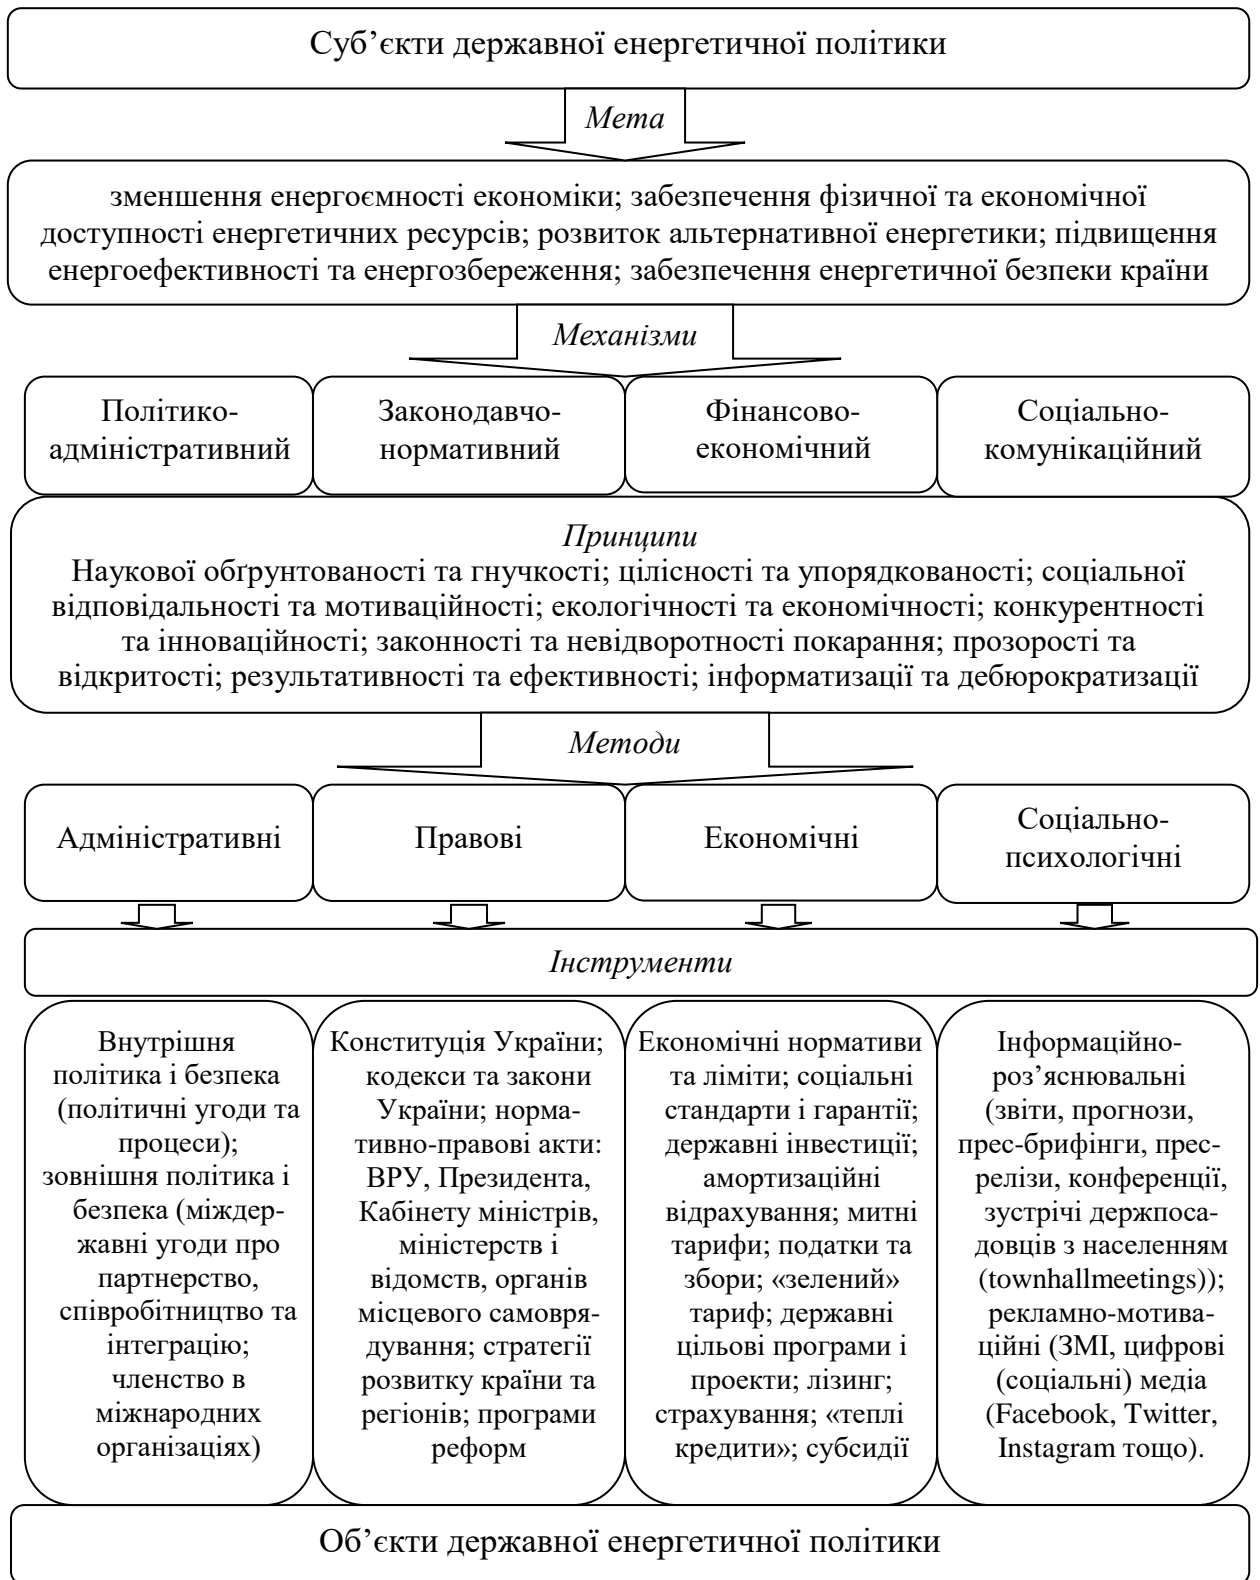 Суб’єкти державної енергетичної політики
Мета
зменшення енергоємності економіки; забезпечення фізичної та економічної
доступності енергетичних ресурсів; розвиток альтернативної енергетики; підвищення
енергоефективності та енергозбереження; забезпечення енергетичної безпеки країни
Механізми
Політико-
адміністративний
Законодавчо-
нормативний
Фінансово-
економічний
Соціально-
комунікаційний
Принципи
Наукової обґрунтованості та гнучкості; цілісності та упорядкованості; соціальної
відповідальності та мотиваційності; екологічності та економічності; конкурентності
та інноваційності; законності та невідворотності покарання; прозорості та
відкритості; результативності та ефективності; інформатизації та дебюрократизації
Методи
Адміністративні
Правові
Економічні
Соціально-
психологічні
Інструменти
Внутрішня
політика і безпека
(політичні угоди та
процеси);
зовнішня політика і
безпека (міждер-
жавні угоди про
партнерство,
співробітництво та
інтеграцію;
членство в
міжнародних
організаціях)
Конституція України;
кодекси та закони
України; норма-
тивно-правові акти:
ВРУ, Президента,
Кабінету міністрів,
міністерств і
відомств, органів
місцевого самовря-
дування; стратегії
розвитку країни та
регіонів; програми
реформ
Економічні нормативи
та ліміти; соціальні
стандарти і гарантії;
державні інвестиції;
амортизаційні
відрахування; митні
тарифи; податки та
збори; «зелений»
тариф; державні
цільові програми і
проекти; лізинг;
страхування; «теплі
кредити»; субсидії
Інформаційно-
роз’яснювальні
(звіти, прогнози,
прес-брифінги, прес-
релізи, конференції,
зустрічі держпоса-
довців з населенням
(townhallmeetings));
рекламно-мотива-
ційні (ЗМІ, цифрові
(соціальні) медіа
(Facebook, Twitter,
Instagram тощо).
Об’єкти державної енергетичної політики